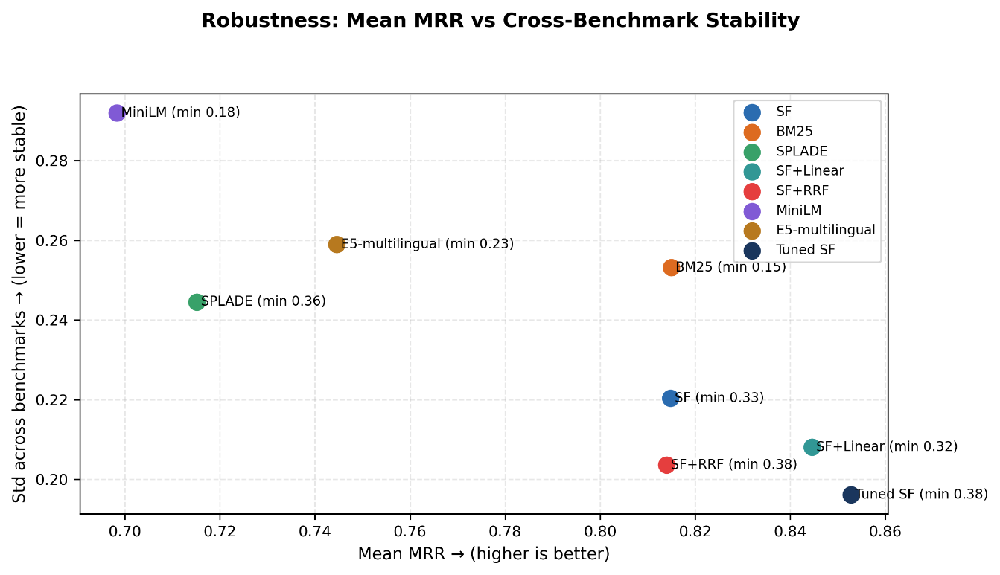 Robustness: Mean MRR vs Cross-Benchmark Stability
Std across benchmarks → (lower = more stable)
0.28
0.26
0.24
0.22
0.20
MiniLM (min 0.18)
E5-multilingual (min 0.23)
BM25 (min 0.15)
SPLADE (min 0.36)
SF (min 0.33)
SF+Linear (min 0.32)
SF+RRF (min 0.38)
Tuned SF (min 0.38)
SF
BM25
SPLADE
SF+Linear
SF+RRF
MiniLM
E5-multilingual
Tuned SF
0.70 0.72 0.74 0.76 0.78 0.80 0.82 0.84 0.86
Mean MRR → (higher is better)